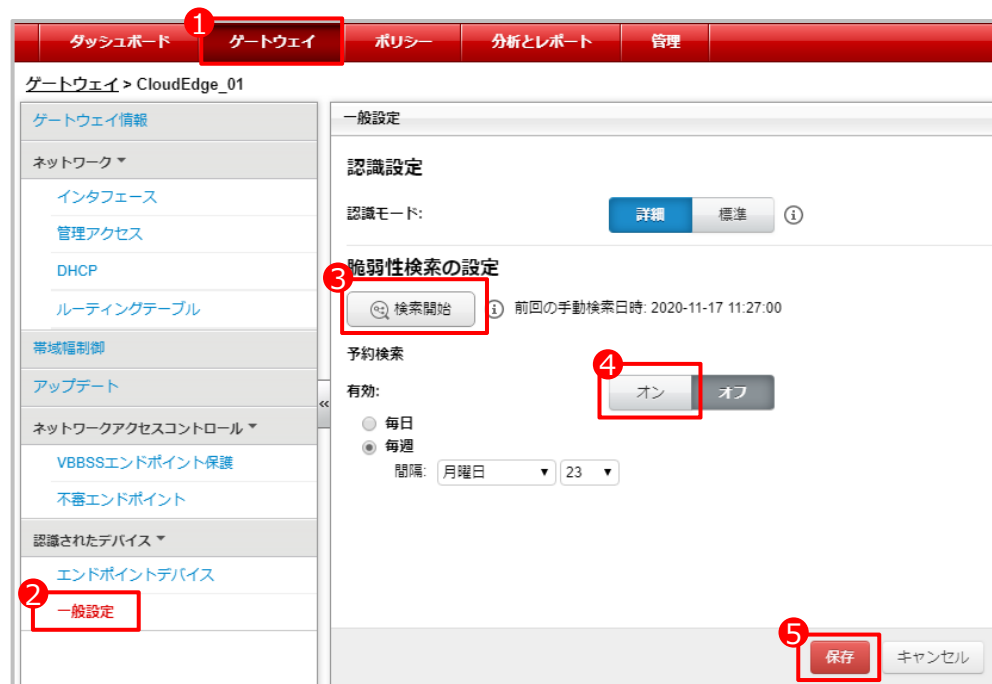 1
ダッシュボード ゲートウェイ ポリシー 分析とレポート 管理
ゲートウェイ > CloudEdge_01
ゲートウェイ情報
ネットワーク
インタフェース
管理アクセス
DHCP
ルーティングテーブル
帯域幅制御
アップデート
ネットワークアクセスコントロール
VBBSSエンドポイント保護
不審エンドポイント
認識されたデバイス
エンドポイントデバイス
2
一般設定
«
一般設定
認識設定
認識モード: 詳細 標準
脆弱性検索の設定
3
検索開始 前回の手動検索日時: 2020-11-17 11:27:00
予約検索
4
有効: オン オフ
毎日
毎週
間隔: 月曜日 23
5
保存 キャンセル